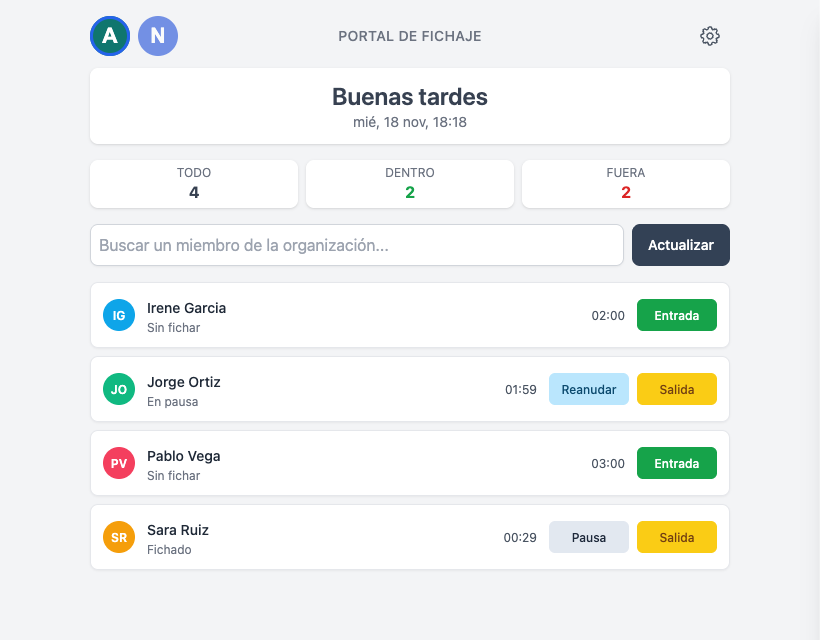 A N PORTAL DE FICHAJE
Buenas tardes
mié, 18 nov, 18:18
TODO DENTRO FUERA
4 2 2
Buscar un miembro de la organización... Actualizar
IG Irene Garcia 02:00 Entrada
Sin fichar
JO Jorge Ortiz 01:59 Reanudar Salida
En pausa
PV Pablo Vega 03:00 Entrada
Sin fichar
SR Sara Ruiz 00:29 Pausa Salida
Fichado